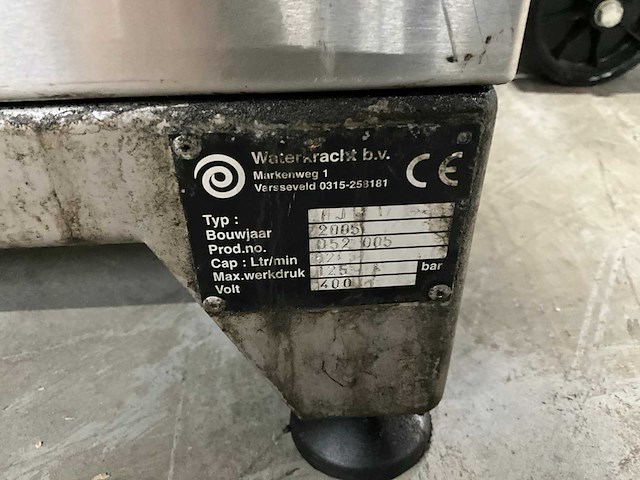 Waterkracht b.v.
Markenweg 1
Varsseveld 0315-258181
CE
Typ :
Bouwjaar 2005
Prod.no. 052 005
Cap : Ltr/min
Max.werkdruk 125 bar
Volt 400